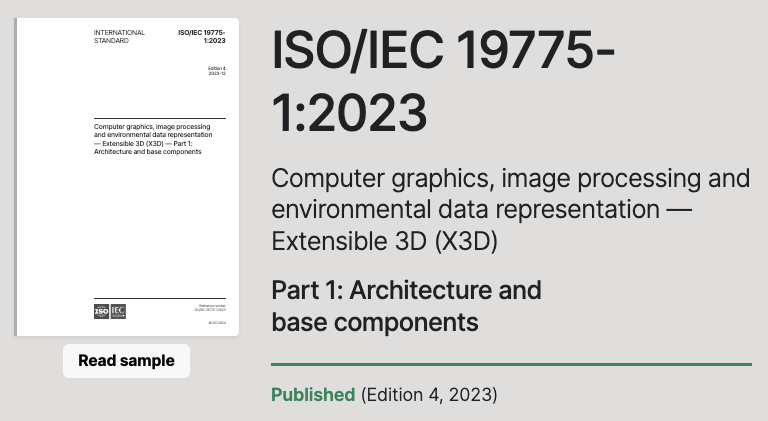 INTERNATIONAL
STANDARD
ISO/IEC 19775-
1:2023
Edition 4
2023-12
Computer graphics, image processing
and environmental data representation
— Extensible 3D (X3D) — Part 1:
Architecture and base components
ISO IEC
Reference number
ISO/IEC 19775-1:2023
© ISO 2024
Read sample
ISO/IEC 19775-
1:2023
Computer graphics, image processing and
environmental data representation —
Extensible 3D (X3D)
Part 1: Architecture and
base components
Published (Edition 4, 2023)